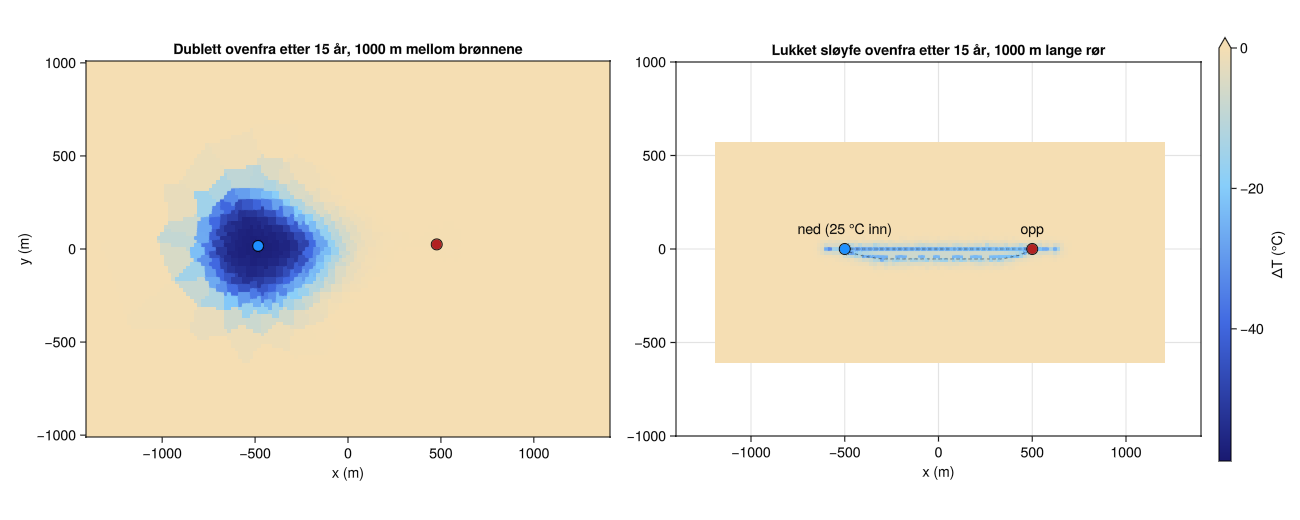 Dublett ovenfra etter 15 år, 1000 m mellom brønnene
1000
500
0
−500
−1000
y (m)
−1000
−500
0
500
1000
x (m)
Lukket sløyfe ovenfra etter 15 år, 1000 m lange rør
1000
500
0
−500
−1000
ned (25 °C inn)
opp
−1000
−500
0
500
1000
x (m)
0
−20
−40
ΔT (°C)